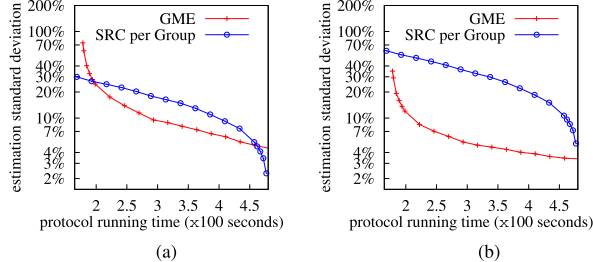 200%
100%
70%
40%
30%
20%
10%
7%
4%
3%
2%
estimation standard deviation
GME
SRC per Group
2 2.5 3 3.5 4 4.5
protocol running time (x100 seconds)
(a)
200%
100%
70%
40%
30%
20%
10%
7%
4%
3%
2%
estimation standard deviation
GME
SRC per Group
2 2.5 3 3.5 4 4.5
protocol running time (x100 seconds)
(b)